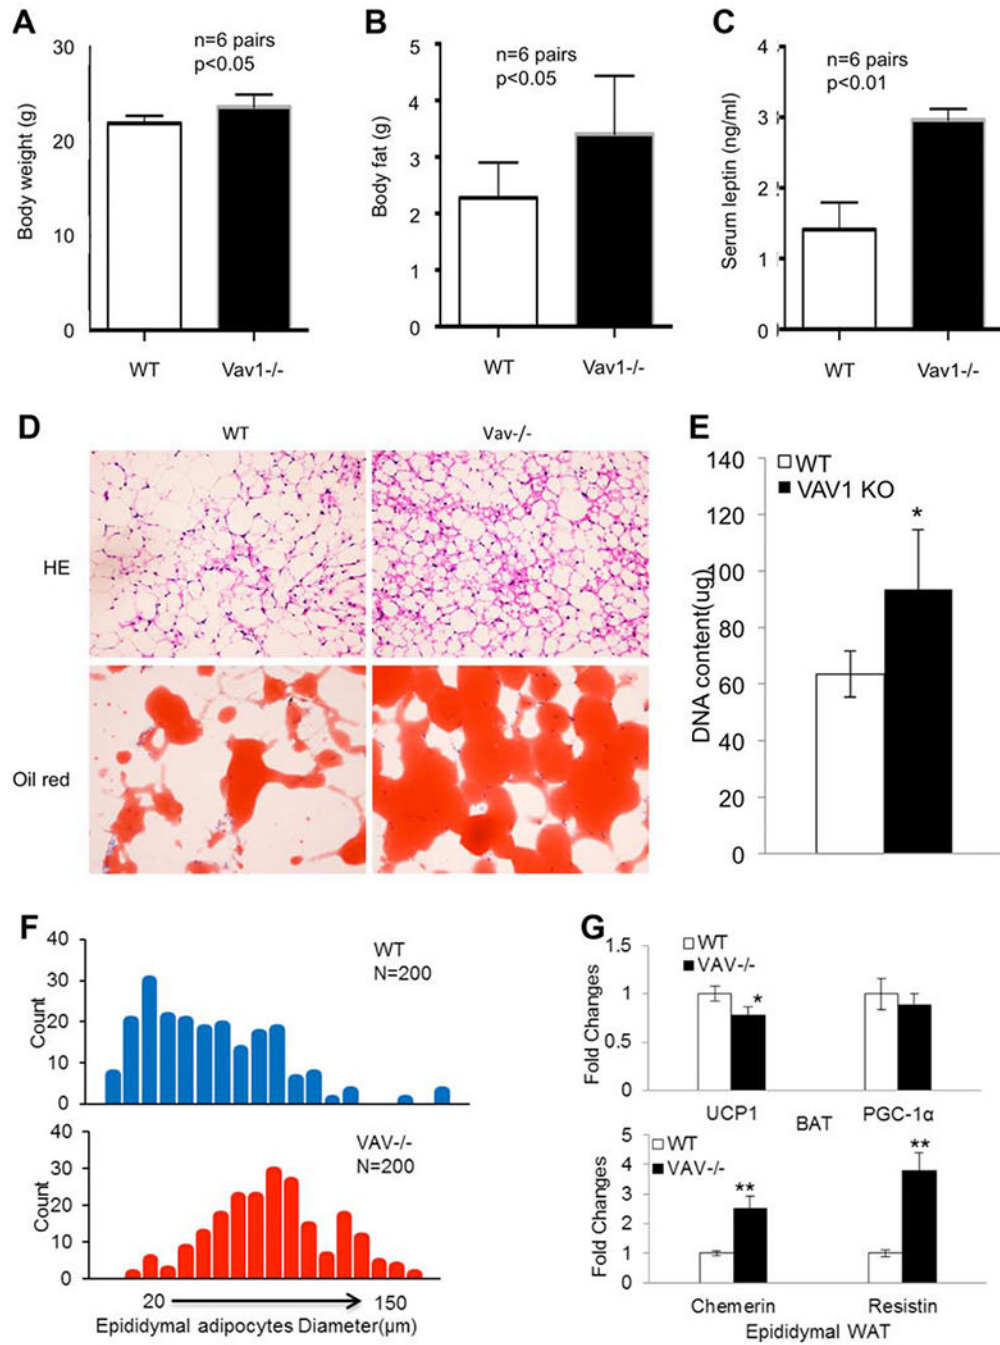 A
n=6 pairs
p<0.05
Body weight (g)
30
20
10
0
WT
Vav1-/-
B
n=6 pairs
p<0.05
Body fat (g)
5
4
3
2
1
0
WT
Vav1-/-
C
n=6 pairs
p<0.01
Serum leptin (ng/ml)
4
3
2
1
0
WT
Vav1-/-
D
WT
Vav-/-
HE
Oil red
E
WT
VAV1 KO
*
DNA content(ug)
140
120
100
80
60
40
20
0
F
WT
N=200
Count
40
30
20
10
0
VAV-/-
N=200
Count
40
30
20
10
0
20
150
Epididymal adipocytes Diameter(μm)
G
WT
VAV-/-
Fold Changes
1.5
1
0.5
0
*
UCP1
PGC-1α
BAT
WT
VAV-/-
Fold Changes
5
4
3
2
1
0
**
**
Chemerin
Resistin
Epididymal WAT